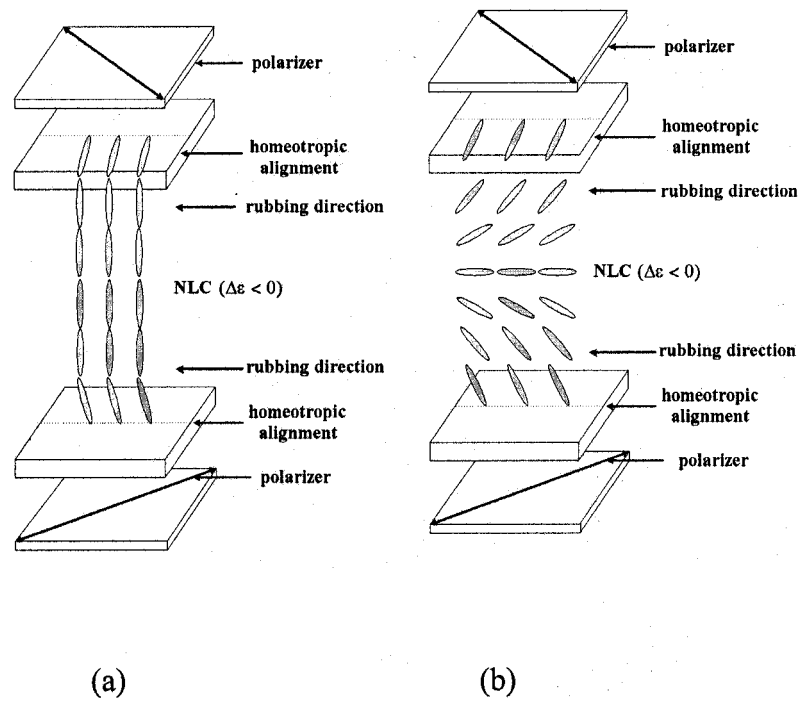 polarizer
homeotropic
alignment
rubbing direction
NLC (Δε < 0)
rubbing direction
homeotropic
alignment
polarizer
(a)
polarizer
homeotropic
alignment
rubbing direction
NLC (Δε < 0)
rubbing direction
homeotropic
alignment
polarizer
(b)